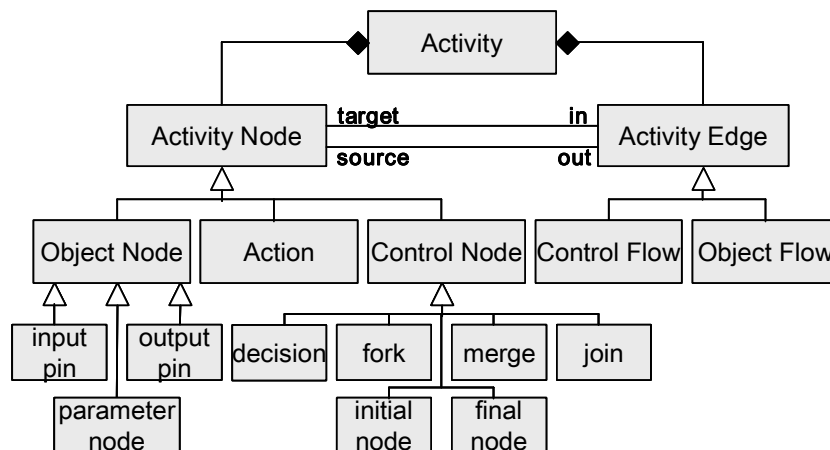 Activity
target
in
Activity Node
Activity Edge
source
out
Object Node
Action
Control Node
Control Flow
Object Flow
input
pin
output
pin
decision
fork
merge
join
parameter
node
initial
node
final
node